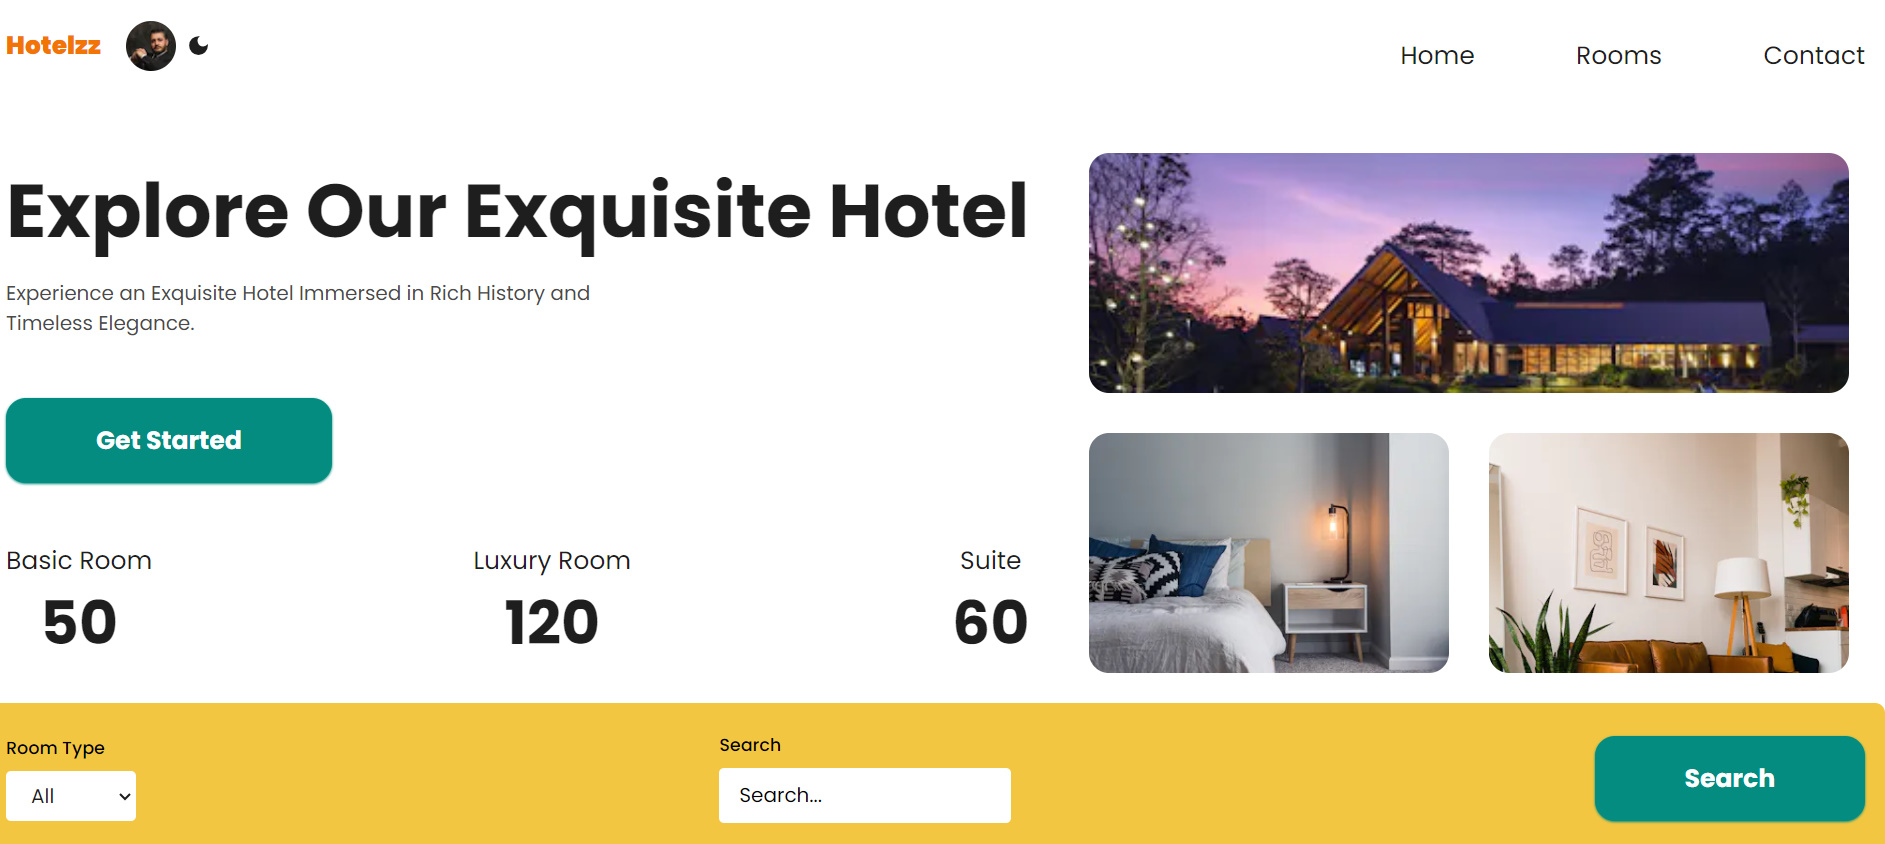 Hotelzz
Home
Rooms
Contact
Explore Our Exquisite Hotel
Experience an Exquisite Hotel Immersed in Rich History and
Timeless Elegance.
Get Started
Basic Room
50
Luxury Room
120
Suite
60
Room Type
All
Search
Search...
Search